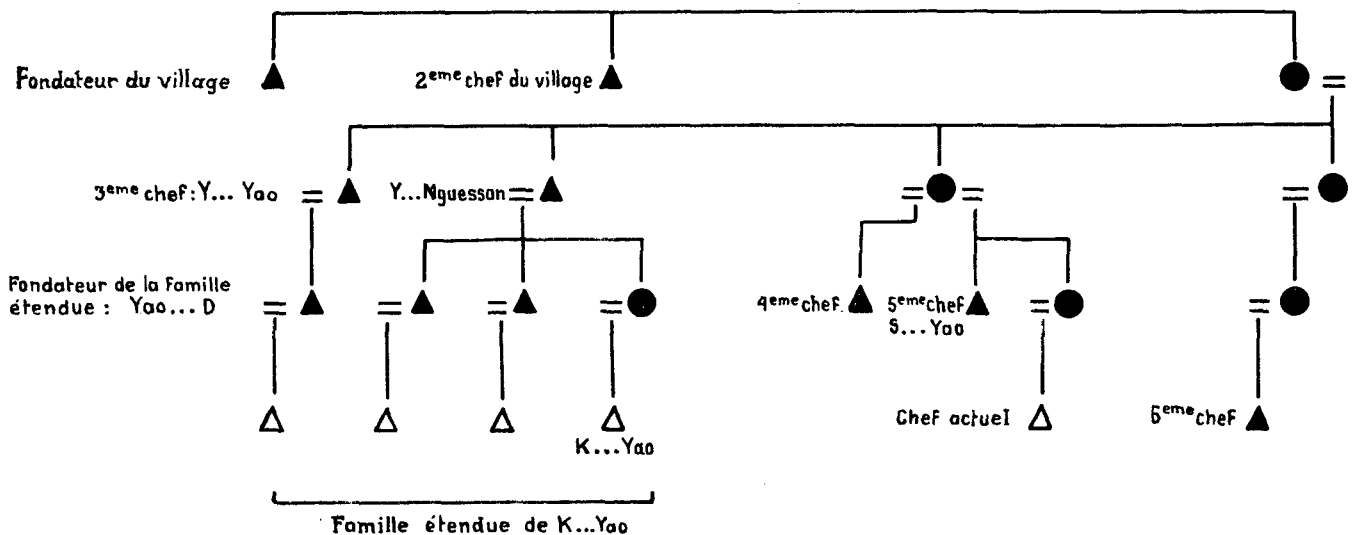 Fondateur du village
2eme chef du village
3eme chef: Y... Yao
Y...Nguessan
Fondateur de la Famille
étendue : Yao...D
4eme chef.
5eme chef
S...Yao
K...Yao
Chef actuel
6eme chef
Famille étendue de K...Yao